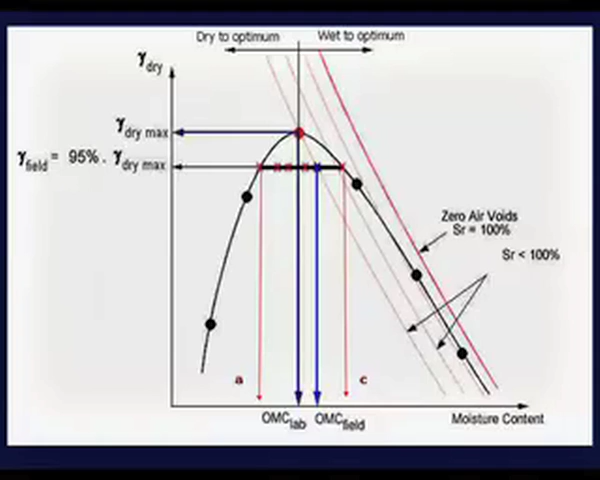 Dry to optimum Wet to optimum
γdry
γdry max
γfield = 95% . γdry max
Zero Air Voids
Sr = 100%
Sr < 100%
a c
OMClab OMCfield Moisture Content